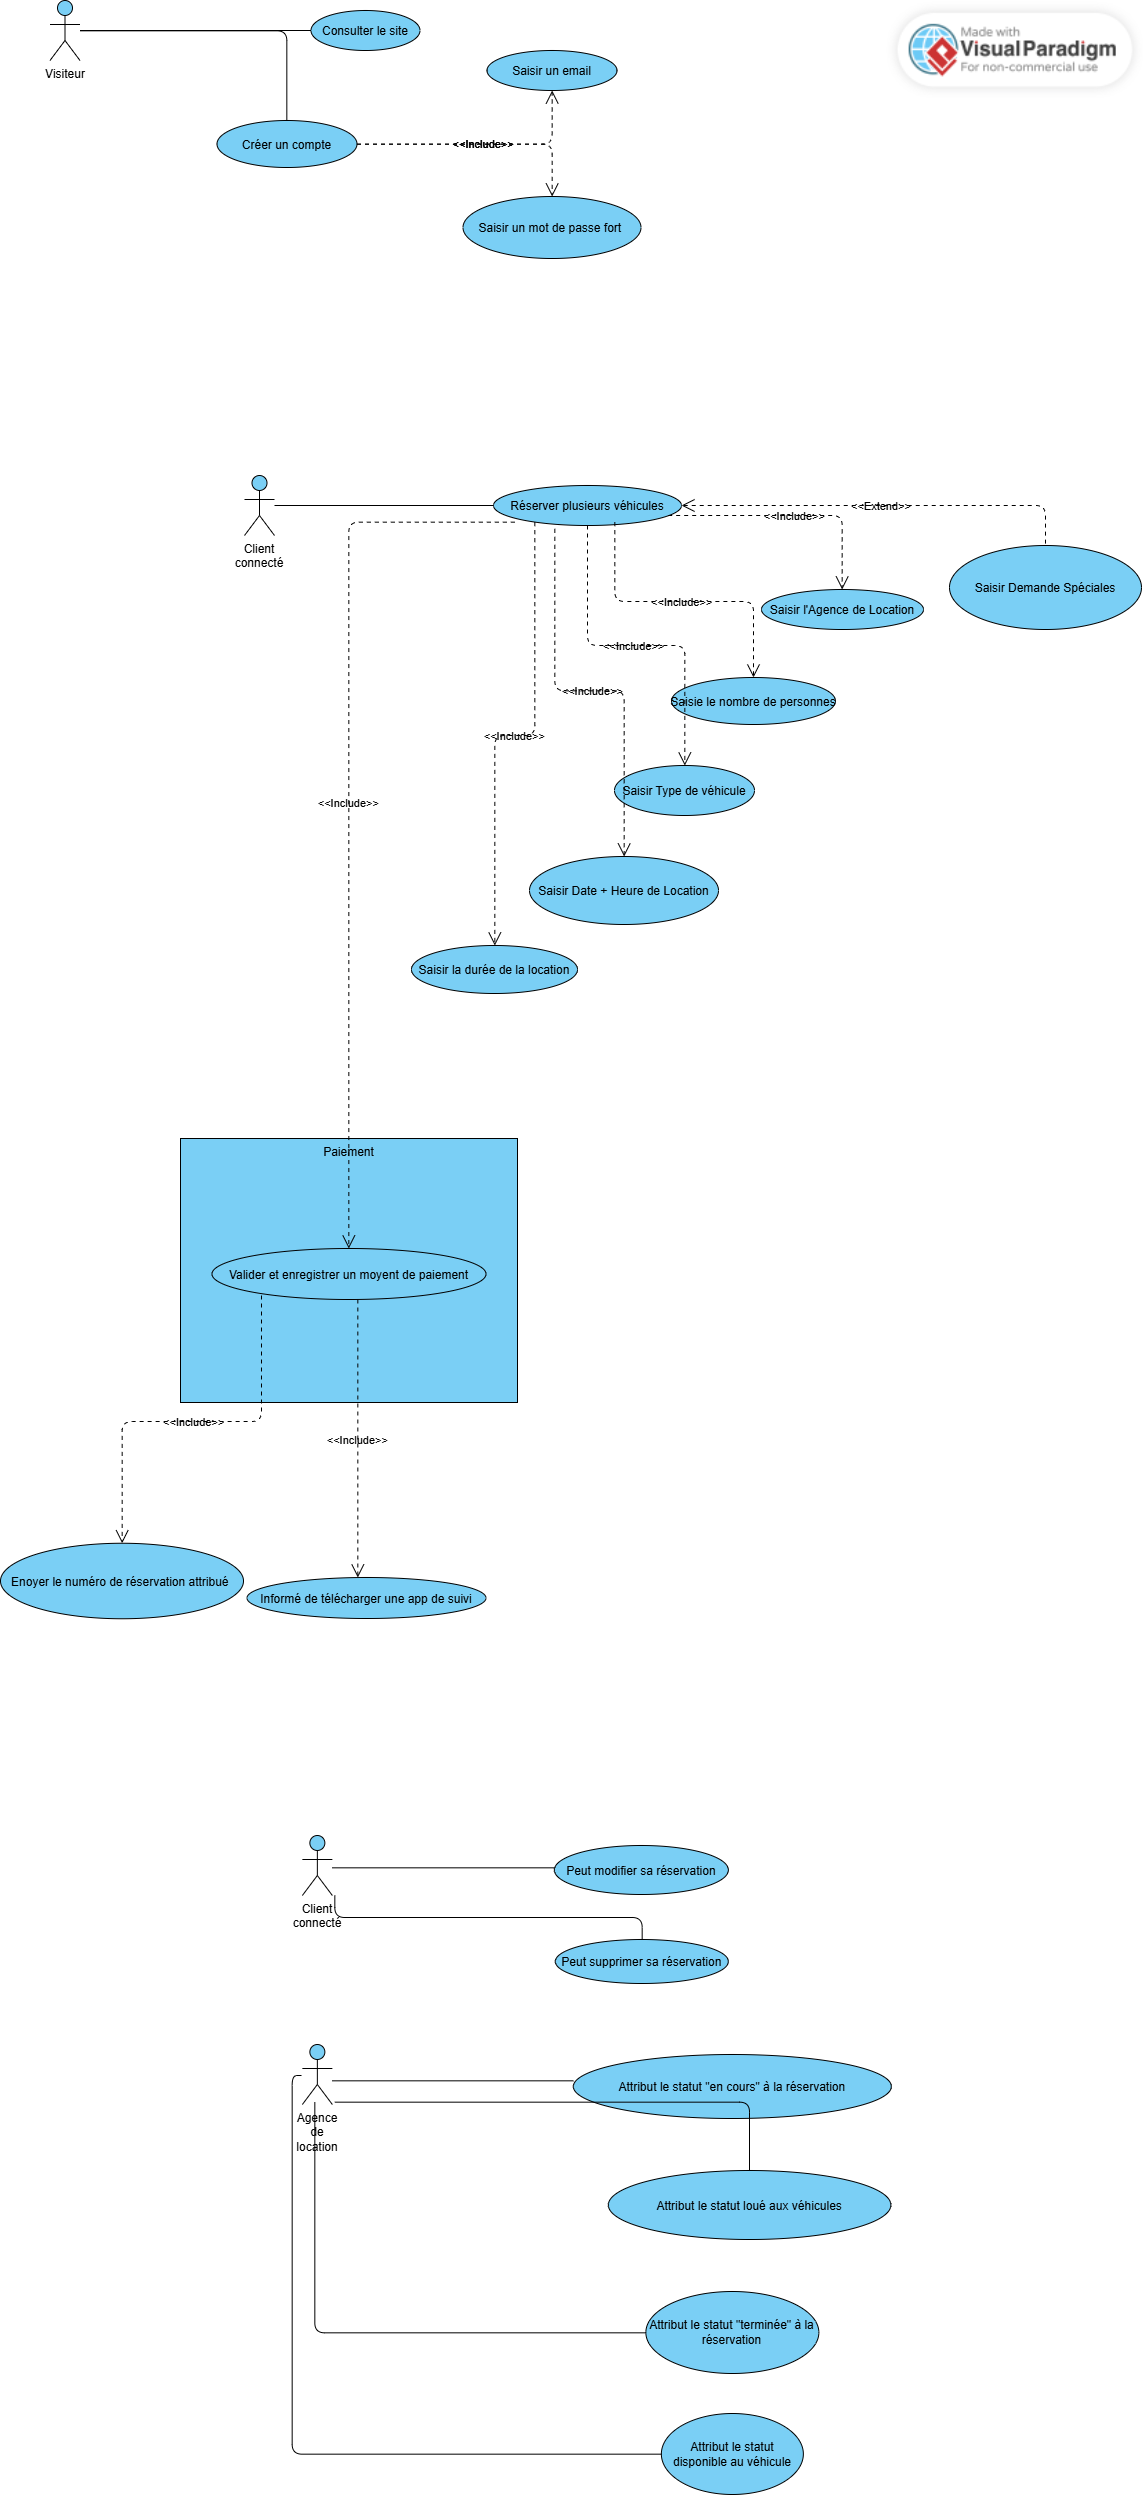 Made with
VisualParadigm
For non-commercial use
Visiteur
Consulter le site
Saisir un email
Créer un compte
<<Include>>
Saisir un mot de passe fort
Client
connecté
Réserver plusieurs véhicules
<<Extend>>
<<Include>>
Saisir Demande Spéciales
Saisir l'Agence de Location
<<Include>>
<<Include>>
<<Include>>
Saisie le nombre de personnes
<<Include>>
Saisir Type de véhicule
<<Include>>
Saisir Date + Heure de Location
Saisir la durée de la location
Paiement
Valider et enregistrer un moyent de paiement
<<Include>>
<<Include>>
Enoyer le numéro de réservation attribué
Informé de télécharger une app de suivi
Client
connecté
Peut modifier sa réservation
Peut supprimer sa réservation
Agence
de
location
Attribut le statut "en cours" à la réservation
Attribut le statut loué aux véhicules
Attribut le statut "terminée" à la
réservation
Attribut le statut
disponible au véhicule